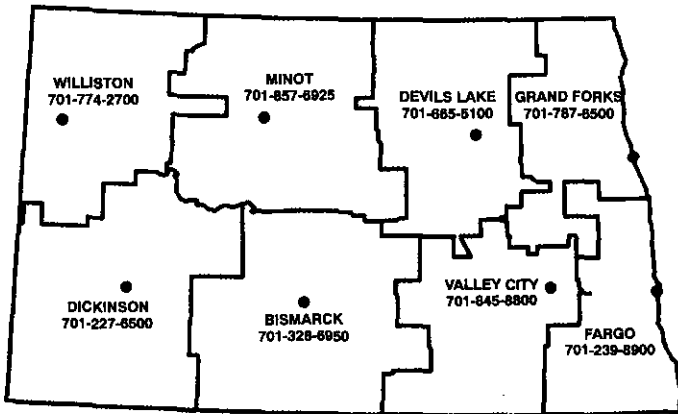 WILLISTON
701-774-2700
MINOT
701-857-6925
DEVILS LAKE
701-665-5100
GRAND FORKS
701-787-6500
DICKINSON
701-227-6500
BISMARCK
701-328-6950
VALLEY CITY
701-845-8800
FARGO
701-239-8900